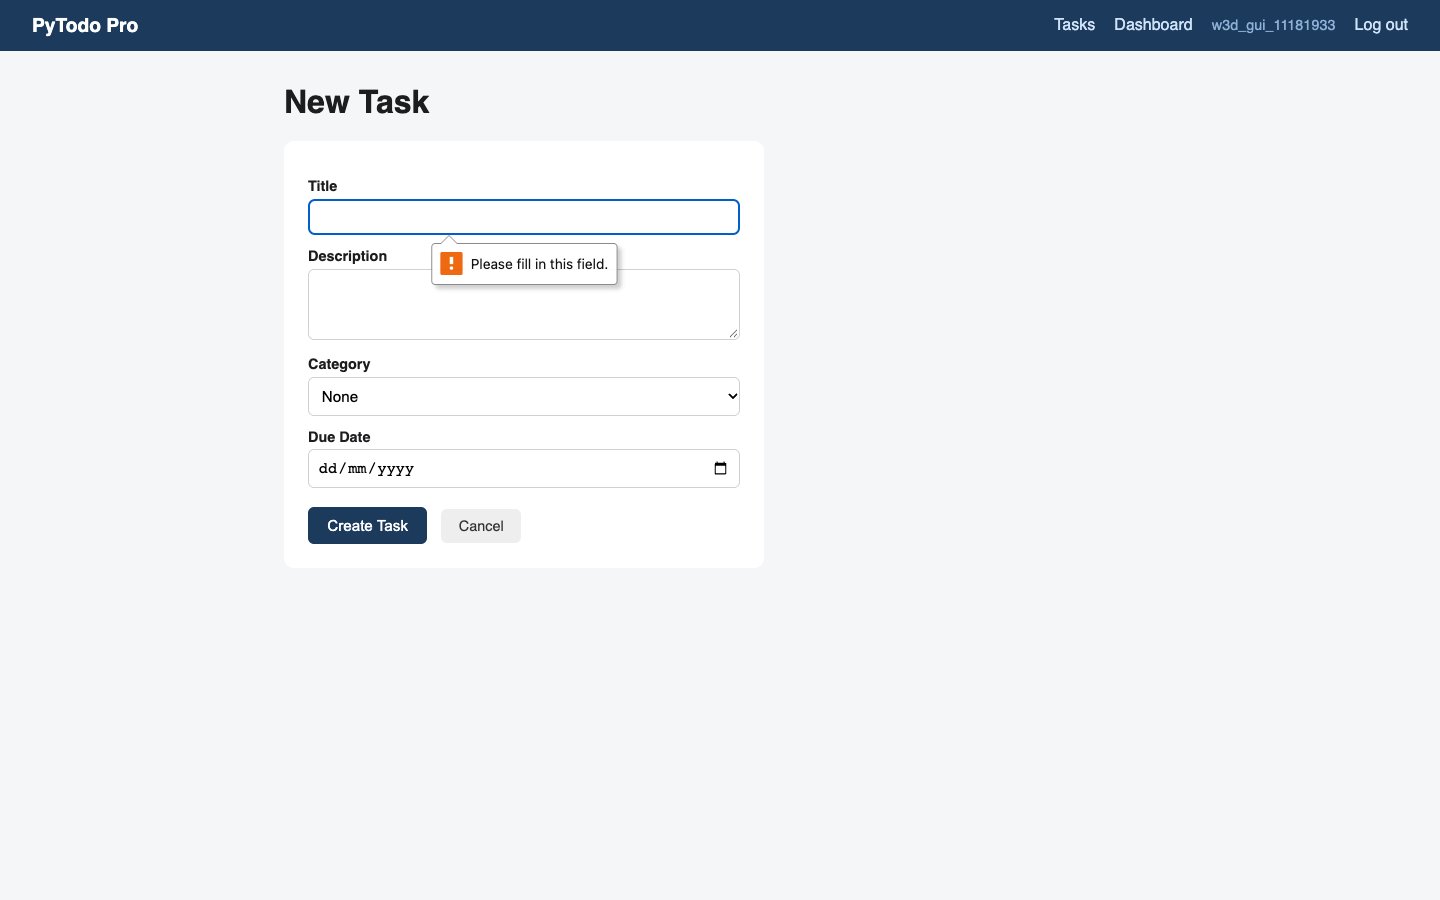 PyTodo Pro
Tasks Dashboard w3d_gui_11181933 Log out
New Task
Title
Please fill in this field.
Description
Category
None
Due Date
dd/mm/yyyy
Create Task Cancel